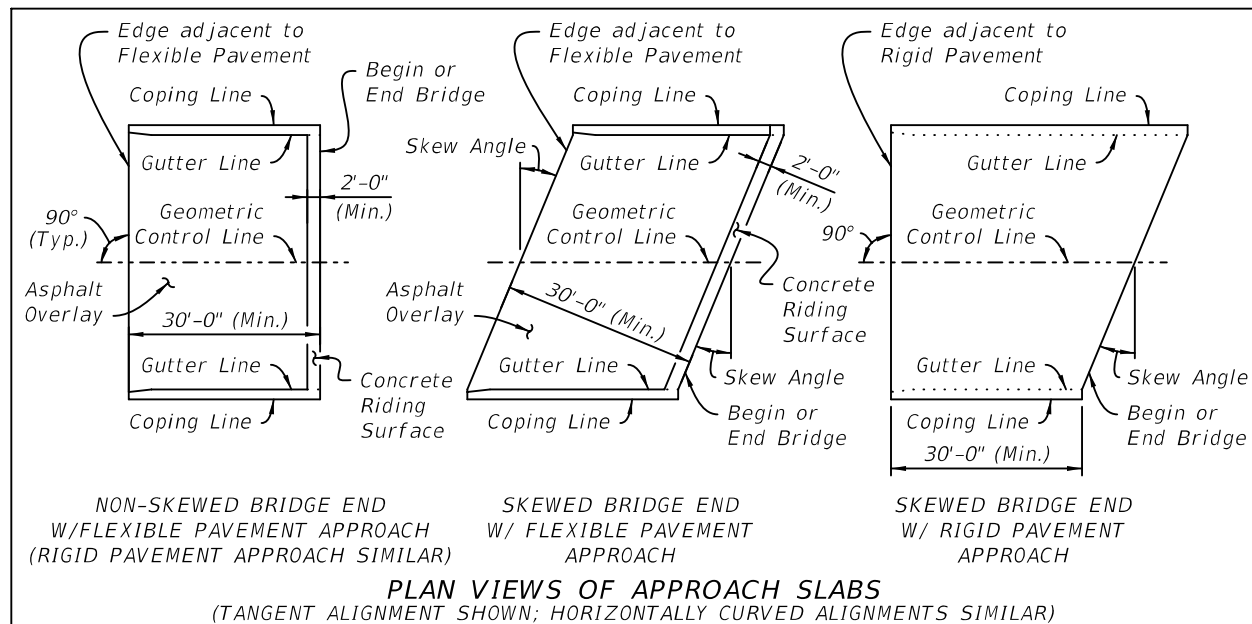 Edge adjacent to
Flexible Pavement
Begin or
End Bridge
Coping Line
Gutter Line
2'-0"
(Min.)
90°
(Typ.)
Geometric
Control Line
Asphalt
Overlay
30'-0" (Min.)
Gutter Line
Concrete
Riding
Surface
Coping Line
NON-SKEWED BRIDGE END
W/FLEXIBLE PAVEMENT APPROACH
(RIGID PAVEMENT APPROACH SIMILAR)
Edge adjacent to
Flexible Pavement
Coping Line
Skew Angle
Gutter Line
2'-0"
(Min.)
Geometric
Control Line
Asphalt
Overlay
30'-0" (Min.)
Concrete
Riding
Surface
Gutter Line
Skew Angle
Coping Line
Begin or
End Bridge
SKEWED BRIDGE END
W/ FLEXIBLE PAVEMENT
APPROACH
Edge adjacent to
Rigid Pavement
Coping Line
Gutter Line
90°
Geometric
Control Line
Gutter Line
Skew Angle
Coping Line
Begin or
End Bridge
30'-0" (Min.)
SKEWED BRIDGE END
W/ RIGID PAVEMENT
APPROACH
PLAN VIEWS OF APPROACH SLABS
(TANGENT ALIGNMENT SHOWN; HORIZONTALLY CURVED ALIGNMENTS SIMILAR)